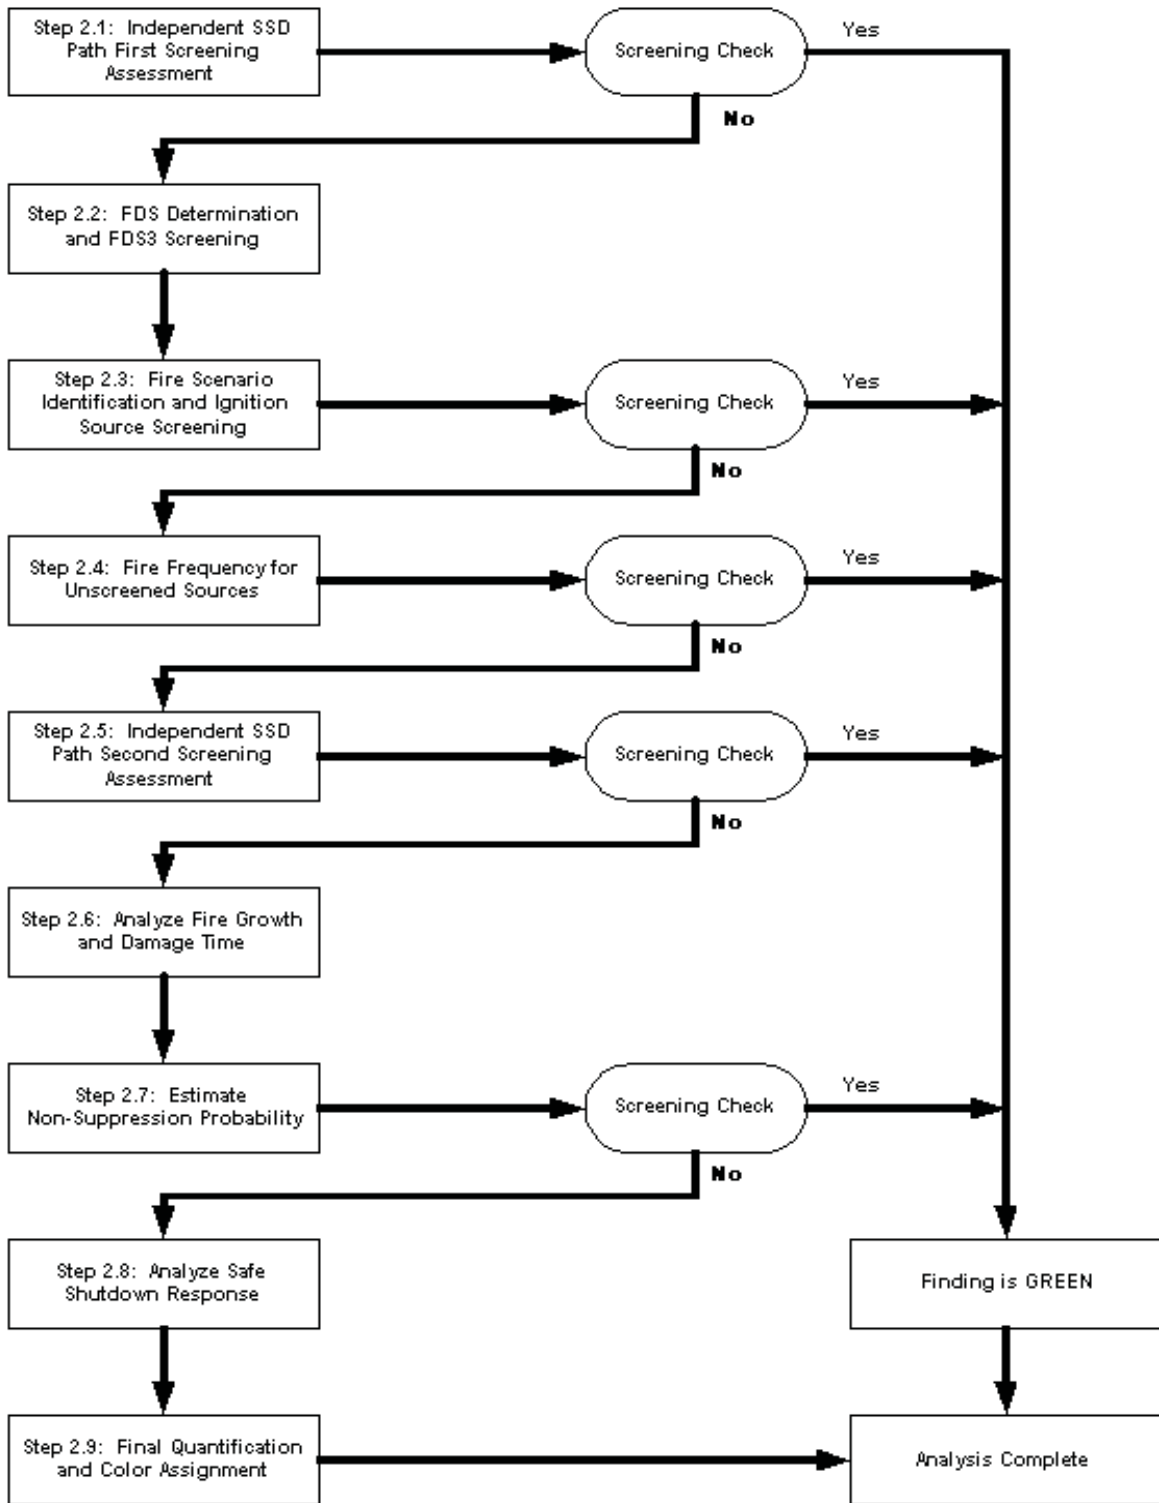 Step 2.1: Independent SSD
Path First Screening
Assessment
Screening Check
Yes
No
Step 2.2: FDS Determination
and FDS3 Screening
Step 2.3: Fire Scenario
Identification and Ignition
Source Screening
Screening Check
Yes
No
Step 2.4: Fire Frequency for
Unscreened Sources
Screening Check
Yes
No
Step 2.5: Independent SSD
Path Second Screening
Assessment
Screening Check
Yes
No
Step 2.6: Analyze Fire Growth
and Damage Time
Step 2.7: Estimate
Non-Suppression Probability
Screening Check
Yes
No
Step 2.8: Analyze Safe
Shutdown Response
Finding is GREEN
Step 2.9: Final Quantification
and Color Assignment
Analysis Complete